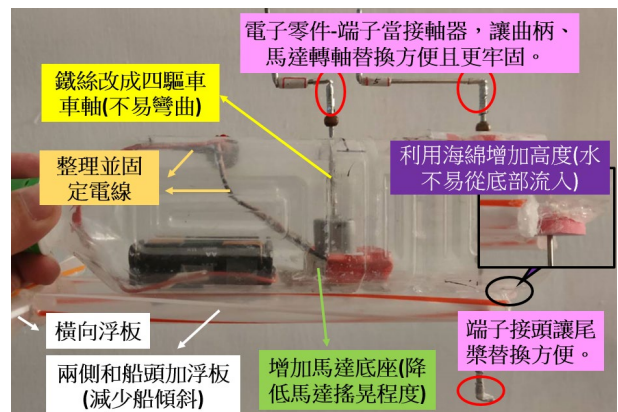 電子零件-端子當接軸器，讓曲柄、
馬達轉軸替換方便且更牢固。
鐵絲改成四驅車
車軸(不易彎曲)
整理並固
定電線
利用海綿增加高度(水
不易從底部流入)
橫向浮板
兩側和船頭加浮板
(減少船傾斜)
增加馬達底座(降
低馬達搖晃程度)
端子接頭讓尾
槳替換方便。